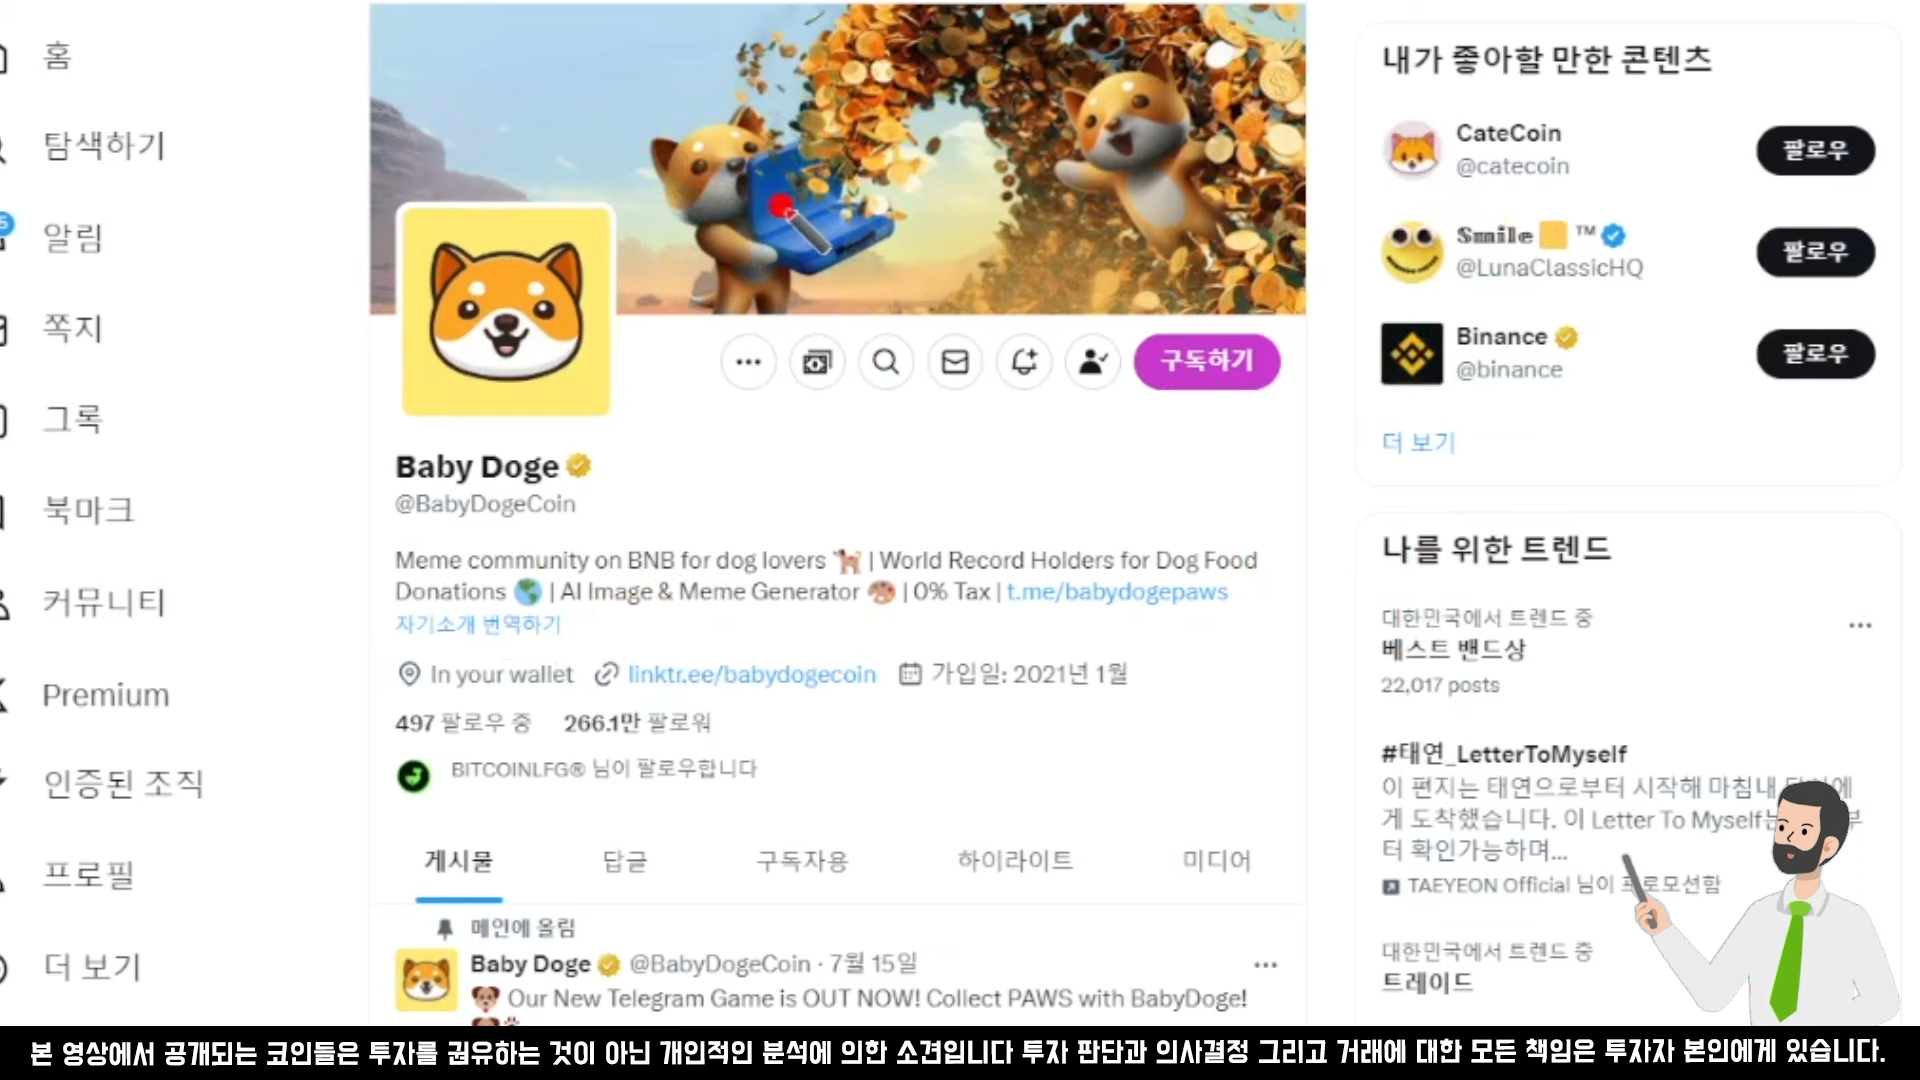 홈
탐색하기
5
알림
쪽지
그록
북마크
커뮤니티
Premium
인증된 조직
프로필
더 보기
구독하기
Baby Doge
@BabyDogeCoin
Meme community on BNB for dog lovers 🐕 | World Record Holders for Dog Food
Donations 🌎 | AI Image & Meme Generator 🎨 | 0% Tax | t.me/babydogepaws
자기소개 번역하기
In your wallet linktr.ee/babydogecoin 가입일: 2021년 1월
497 팔로우 중 266.1만 팔로워
BITCOINLFG® 님이 팔로우합니다
게시물 답글 구독자용 하이라이트 미디어
메인에 올림
Baby Doge @BabyDogeCoin · 7월 15일
🐶 Our New Telegram Game is OUT NOW! Collect PAWS with BabyDoge!
내가 좋아할 만한 콘텐츠
CateCoin
@catecoin
팔로우
𝕊𝕞𝕚𝕝𝕖 🟨 ™
@LunaClassicHQ
팔로우
Binance
@binance
팔로우
더 보기
나를 위한 트렌드
대한민국에서 트렌드 중
베스트 밴드상
22,017 posts
#태연_LetterToMyself
이 편지는 태연으로부터 시작해 마침내
게 도착했습니다. 이 Letter To Myself는
터 확인가능하며...
TAEYEON Official 님이 프로모션함
대한민국에서 트렌드 중
트레이드
본 영상에서 공개되는 코인들은 투자를 권유하는 것이 아닌 개인적인 분석에 의한 소견입니다 투자 판단과 의사결정 그리고 거래에 대한 모든 책임은 투자자 본인에게 있습니다.